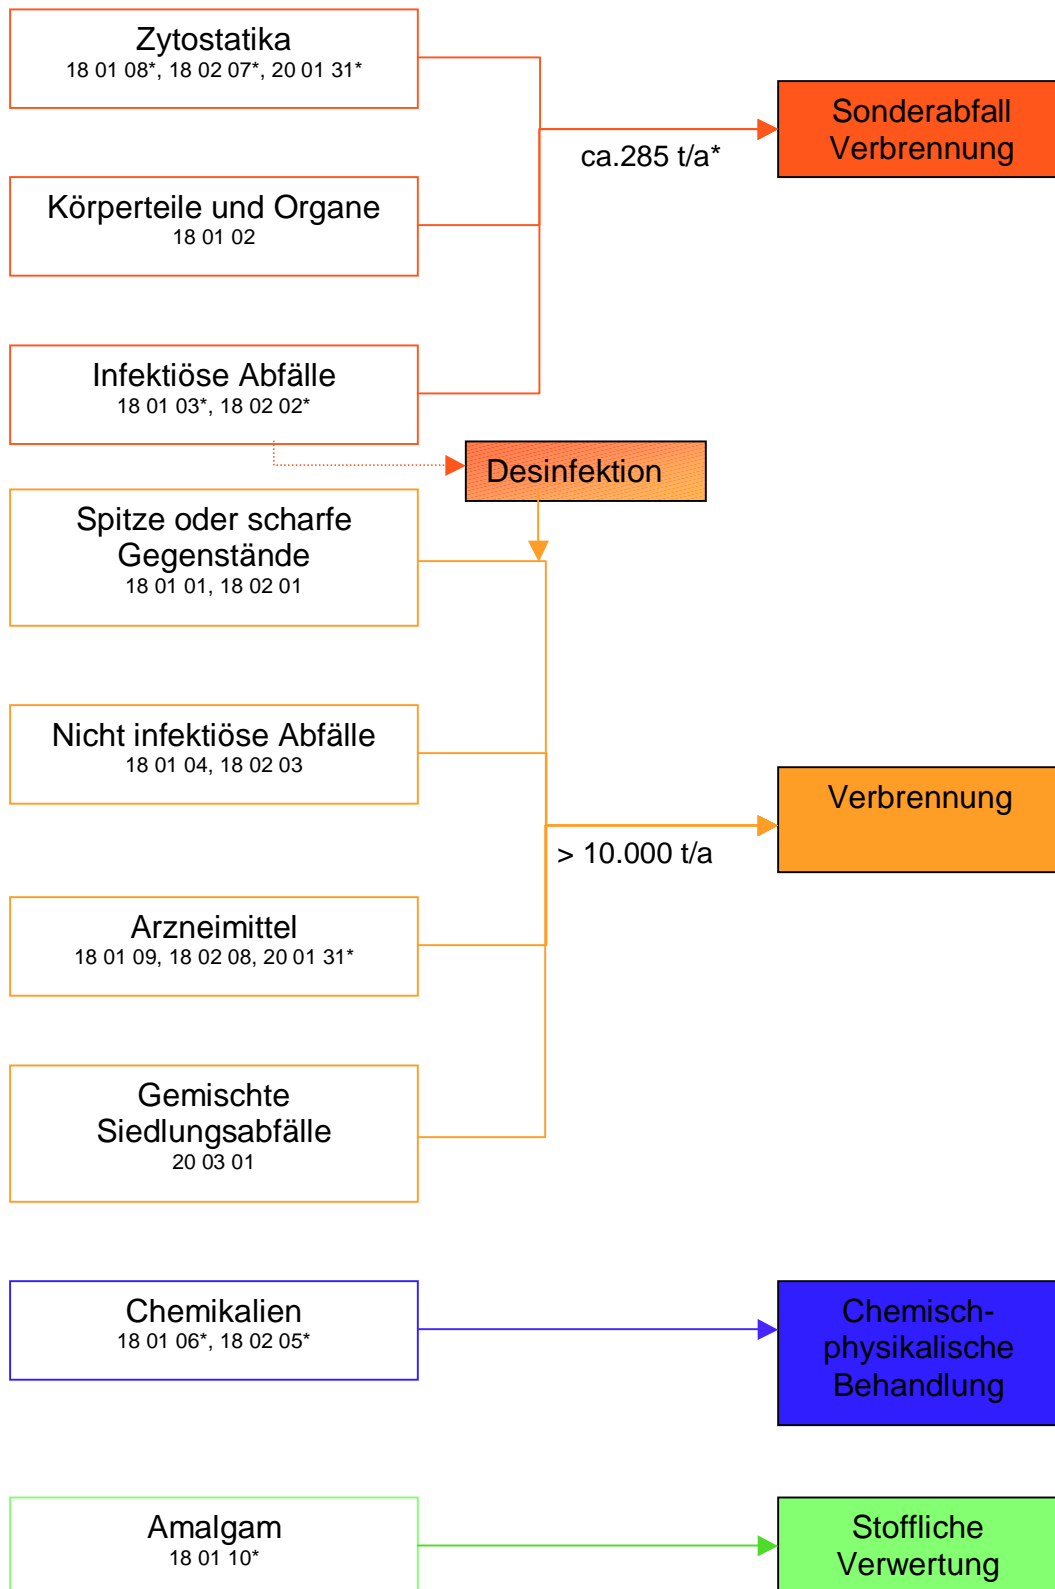 Zytostatika
18 01 08*, 18 02 07*, 20 01 31*
Sonderabfall
Verbrennung
ca.285 t/a*
Körperteile und Organe
18 01 02
Infektiöse Abfälle
18 01 03*, 18 02 02*
Desinfektion
Spitze oder scharfe
Gegenstände
18 01 01, 18 02 01
Nicht infektiöse Abfälle
18 01 04, 18 02 03
Verbrennung
> 10.000 t/a
Arzneimittel
18 01 09, 18 02 08, 20 01 31*
Gemischte
Siedlungsabfälle
20 03 01
Chemikalien
18 01 06*, 18 02 05*
Chemisch-
physikalische
Behandlung
Amalgam
18 01 10*
Stoffliche
Verwertung